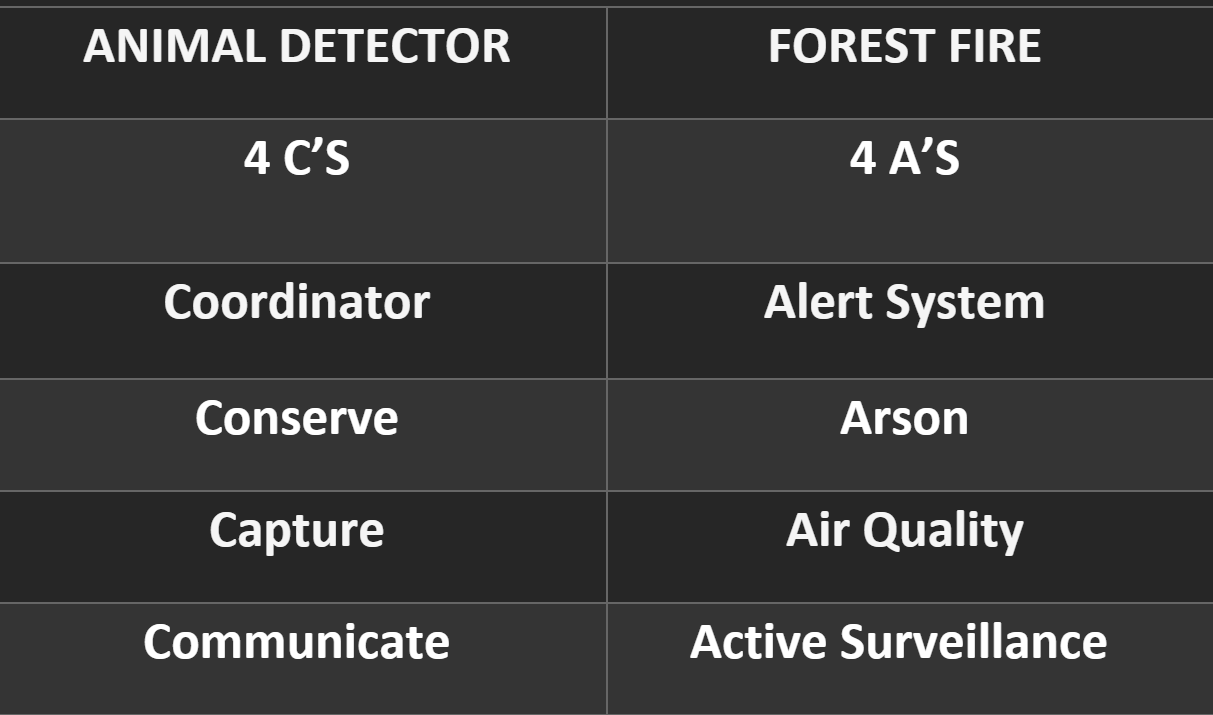 ANIMAL DETECTOR
FOREST FIRE
4 C’S
4 A’S
Coordinator
Alert System
Conserve
Arson
Capture
Air Quality
Communicate
Active Surveillance